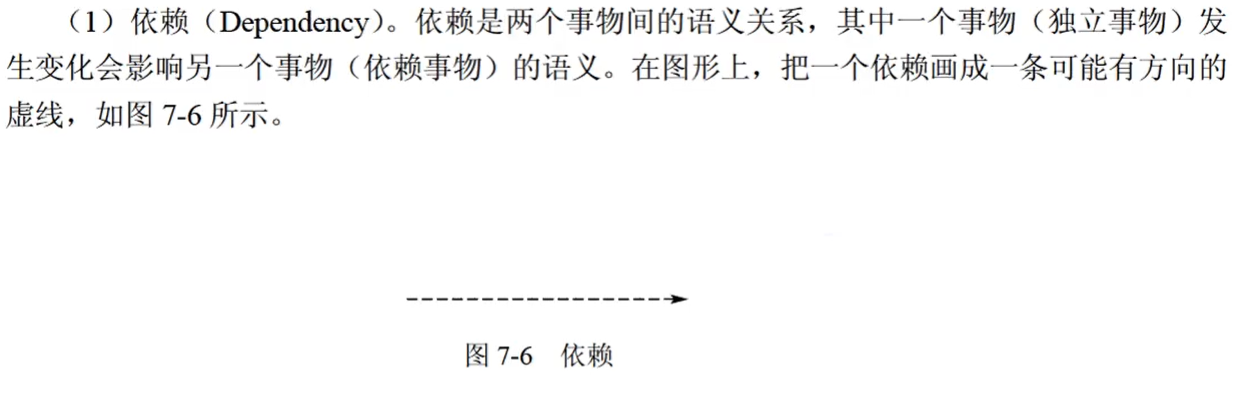 （1）依赖（Dependency）。依赖是两个事物间的语义关系，其中一个事物（独立事物）发
生变化会影响另一个事物（依赖事物）的语义。在图形上，把一个依赖画成一条可能有方向的
虚线，如图 7-6 所示。
图 7-6 依赖